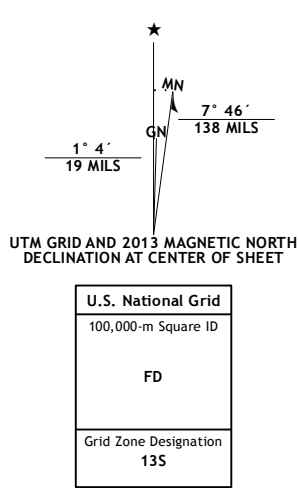 ★
MN
GN
7° 46´
138 MILS
1° 4´
19 MILS
UTM GRID AND 2013 MAGNETIC NORTH
DECLINATION AT CENTER OF SHEET
U.S. National Grid
100,000-m Square ID
FD
Grid Zone Designation
13S